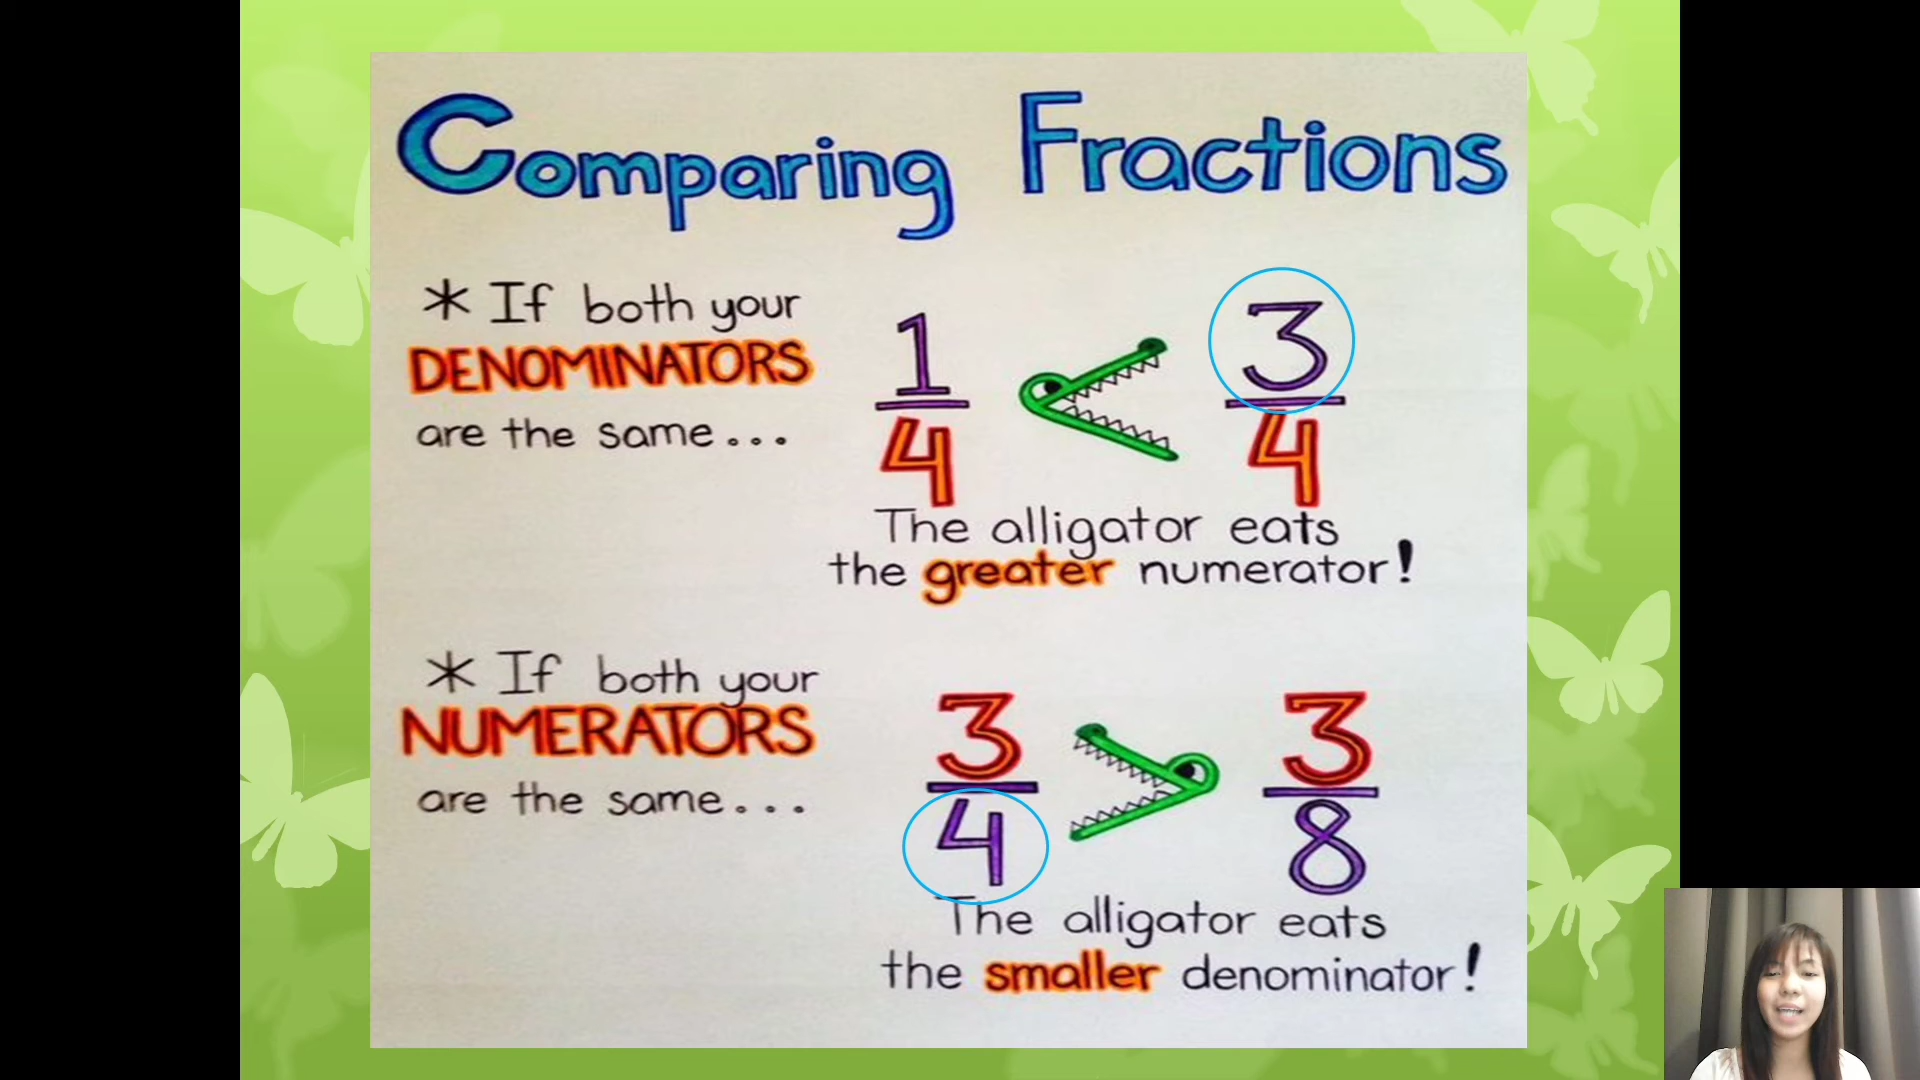 Comparing Fractions
* If both your
DENOMINATORS
are the same...
1/4 < 3/4
The alligator eats
the greater numerator!
* If both your
NUMERATORS
are the same...
3/4 > 3/8
The alligator eats
the smaller denominator!